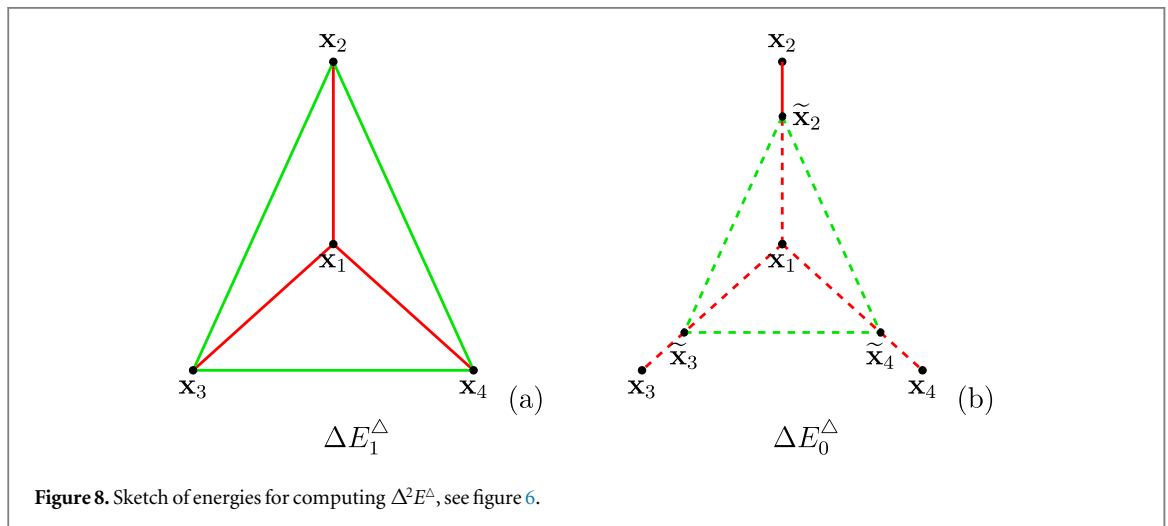 𝐱₂ 𝐱₂
𝐱̃₂
𝐱₁ 𝐱₁
𝐱̃₃ 𝐱̃₄
𝐱₃ 𝐱₄ (a) 𝐱₃ 𝐱₄ (b)
ΔE₁^△ ΔE₀^△
Figure 8. Sketch of energies for computing Δ²E^△, see figure 6.